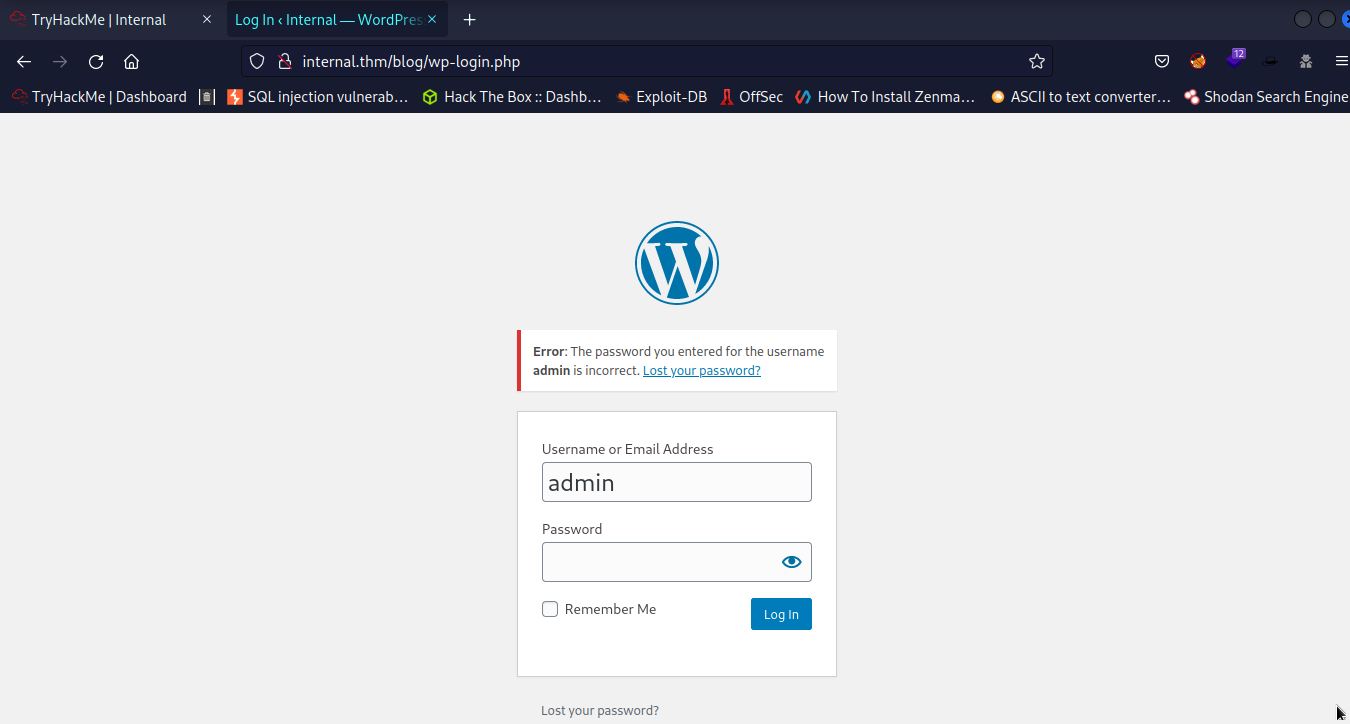 TryHackMe | Internal
Log In ‹ Internal — WordPres
internal.thm/blog/wp-login.php
12
TryHackMe | Dashboard
SQL injection vulnerab…
Hack The Box :: Dashb…
Exploit-DB
OffSec
How To Install Zenma…
ASCII to text converter…
Shodan Search Engine
Error: The password you entered for the username
admin is incorrect. Lost your password?
Username or Email Address
admin
Password
Remember Me
Log In
Lost your password?